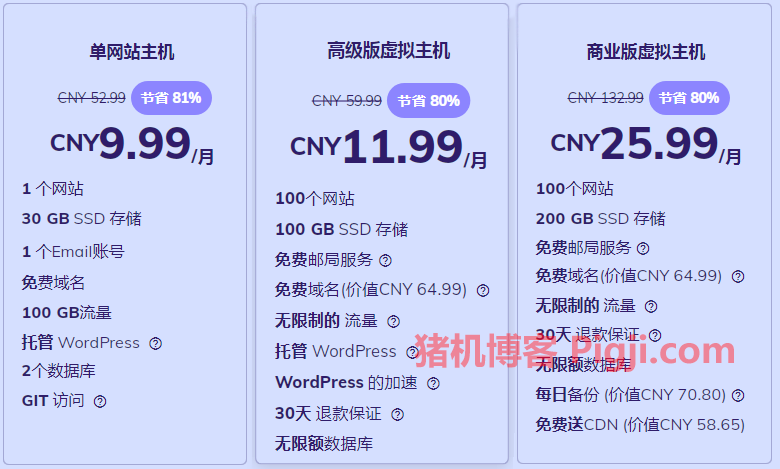 单网站主机
CNY 52.99 节省 81%
CNY9.99/月
1 个网站
30 GB SSD 存储
1 个Email账号
免费域名
100 GB流量
托管 WordPress ?
2个数据库
GIT 访问 ?
高级版虚拟主机
CNY 59.99 节省 80%
CNY11.99/月
100个网站
100 GB SSD 存储
免费邮局服务 ?
免费域名(价值CNY 64.99) ?
无限制的 流量 ?
托管 WordPress ?
WordPress 的加速 ?
30天 退款保证 ?
无限额数据库
商业版虚拟主机
CNY 132.99 节省 80%
CNY25.99/月
100个网站
200 GB SSD 存储
免费邮局服务 ?
免费域名(价值CNY 64.99) ?
无限制的 流量 ?
30天 退款保证 ?
无限额数据库
每日备份 (价值CNY 70.80) ?
免费送CDN (价值CNY 58.65)
猪机博客 Pigji.com